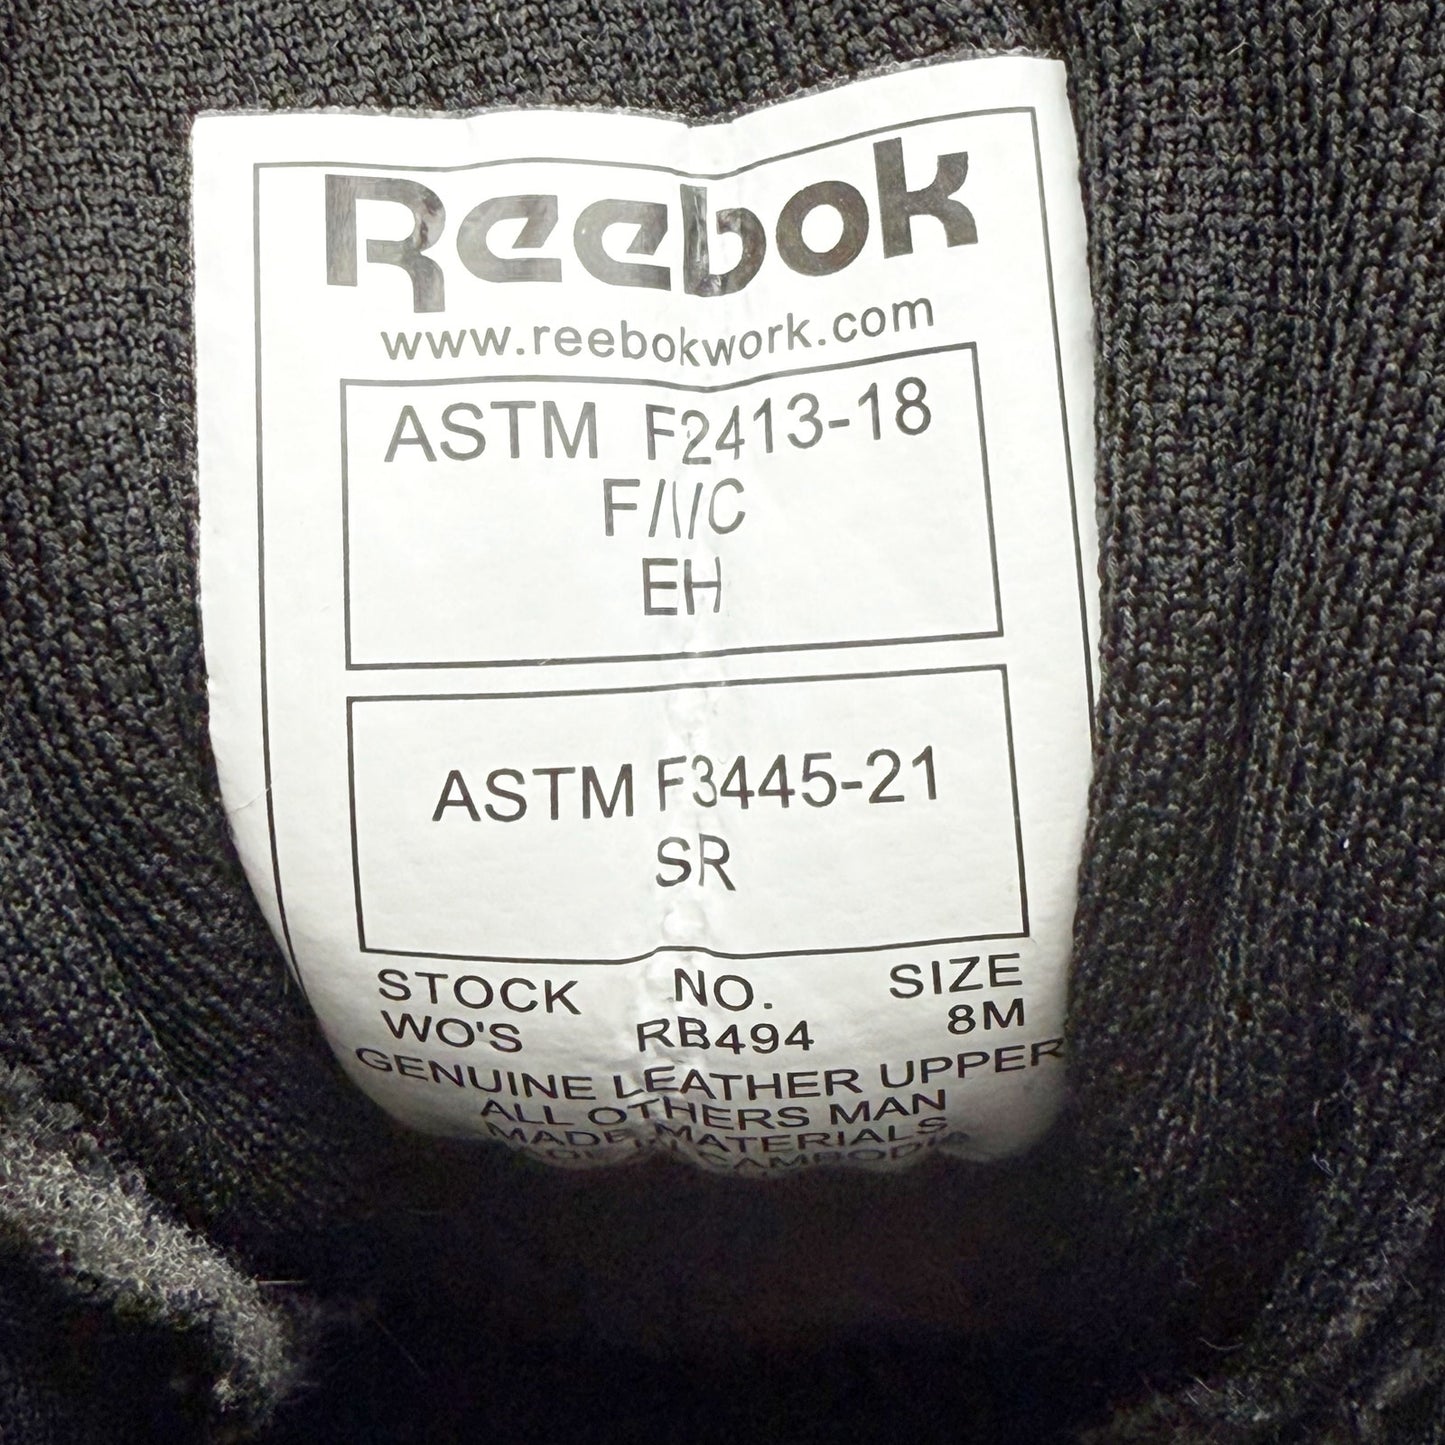 Reebok
www.reebokwork.com
ASTM F2413-18
F/I/C
EH
ASTM F3445-21
SR
STOCK NO. SIZE
WO'S RB494 8M
GENUINE LEATHER UPPER
ALL OTHERS MAN
MADE MATERIALS
CAMBODIA